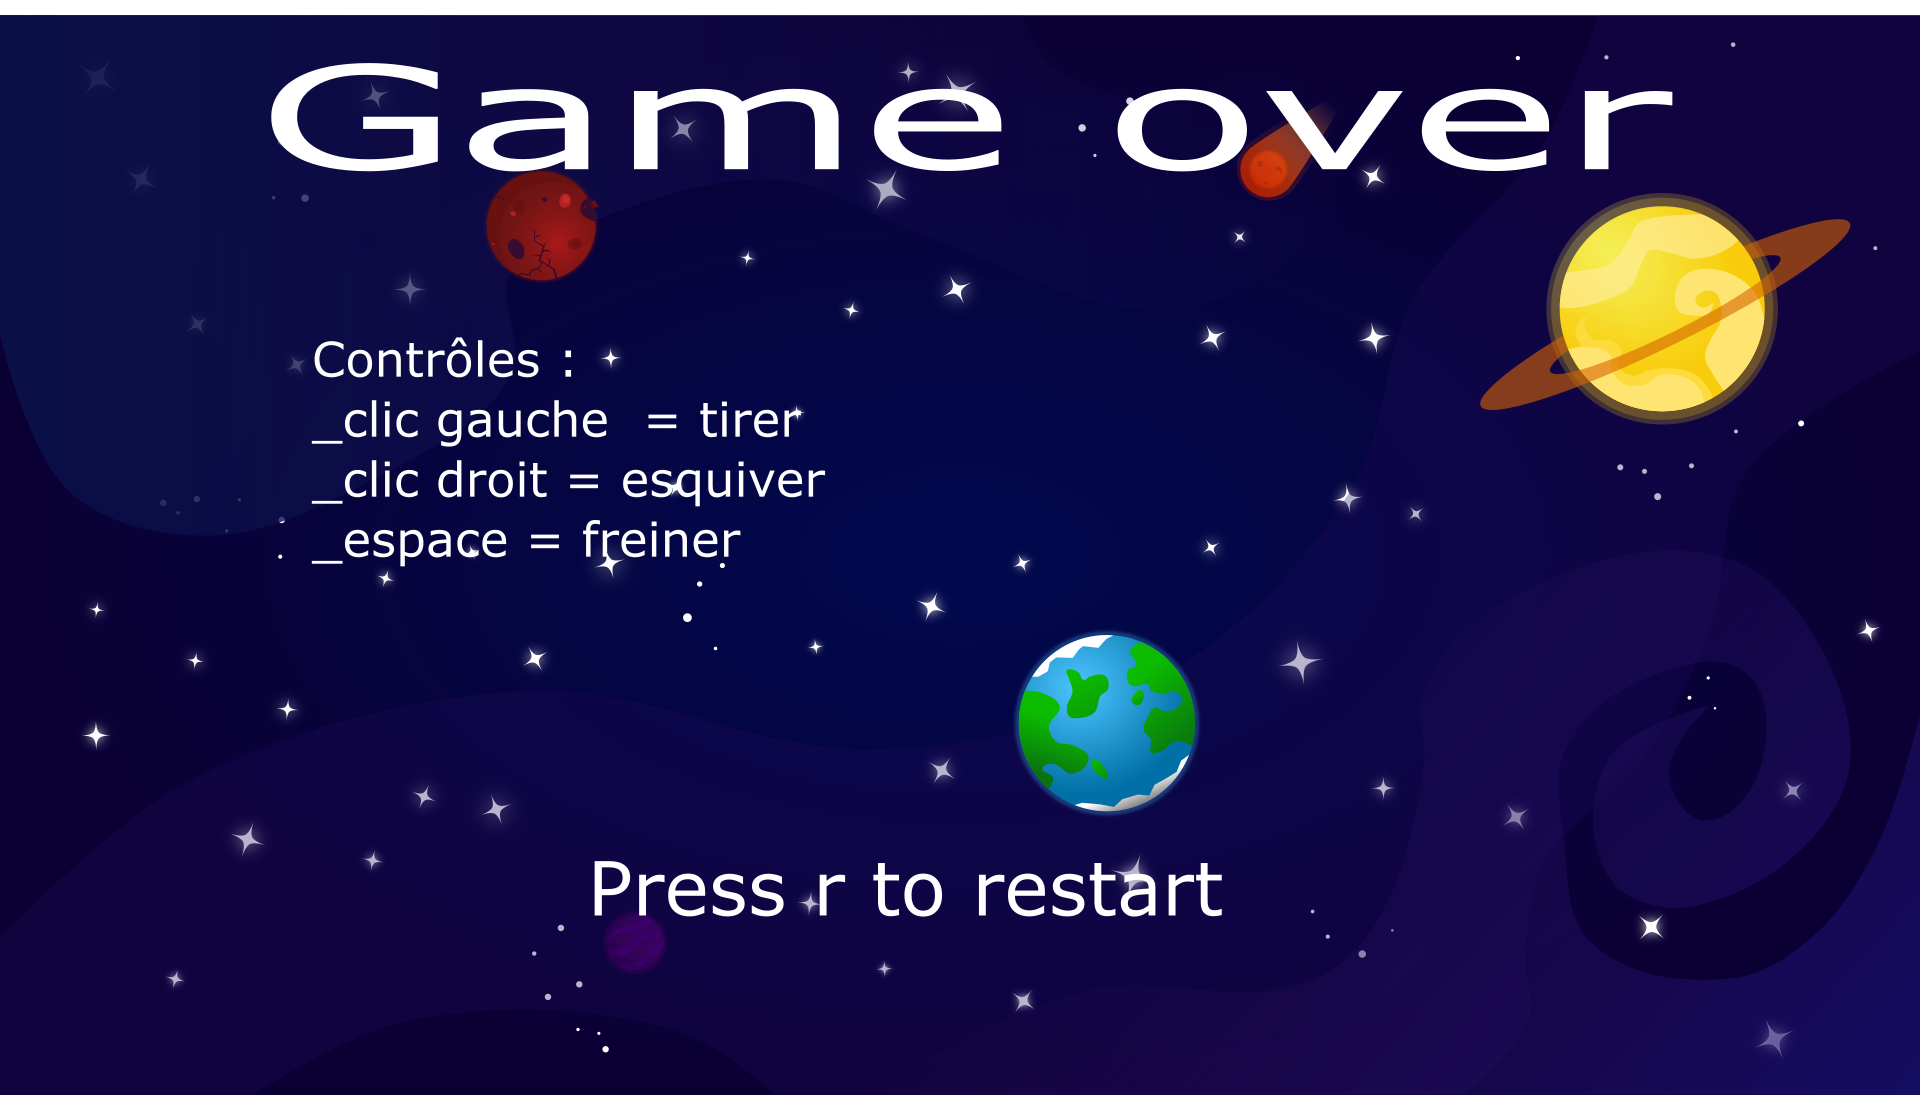 Game over
Contrôles :
_clic gauche  = tirer
_clic droit = esquiver
_espace = freiner
Press r to restart